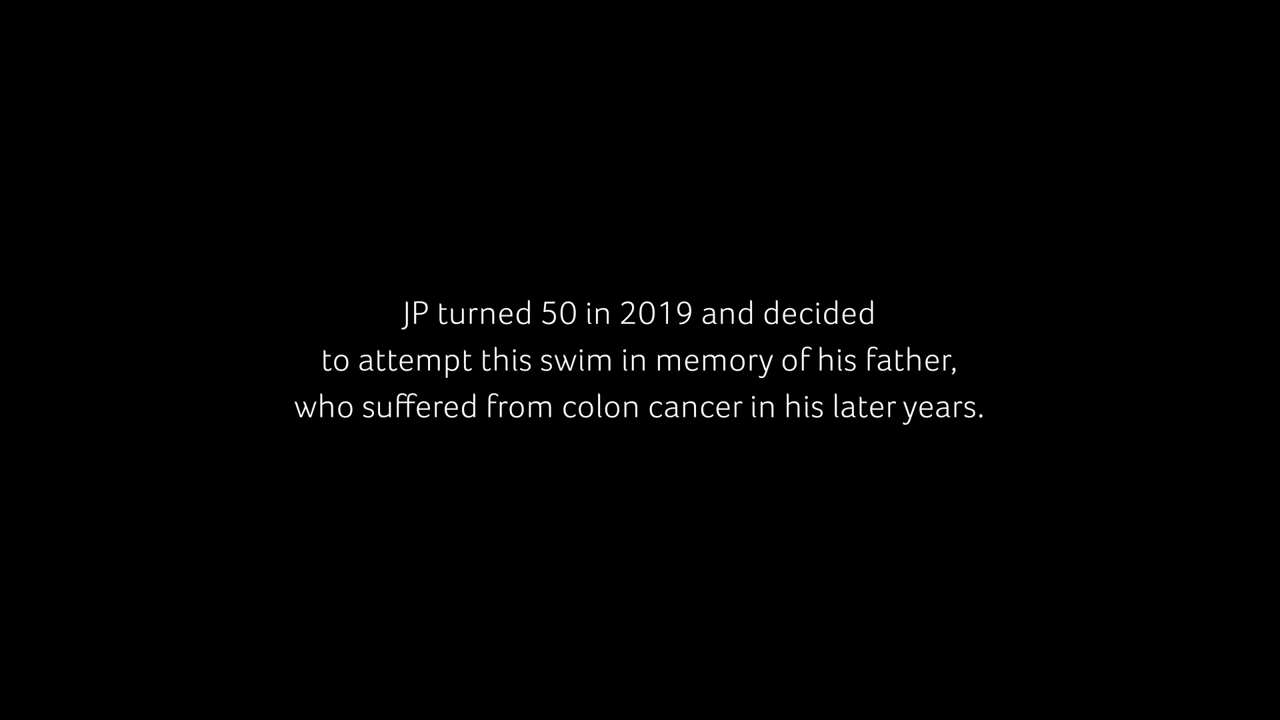 JP turned 50 in 2019 and decided
to attempt this swim in memory of his father,
who suffered from colon cancer in his later years.